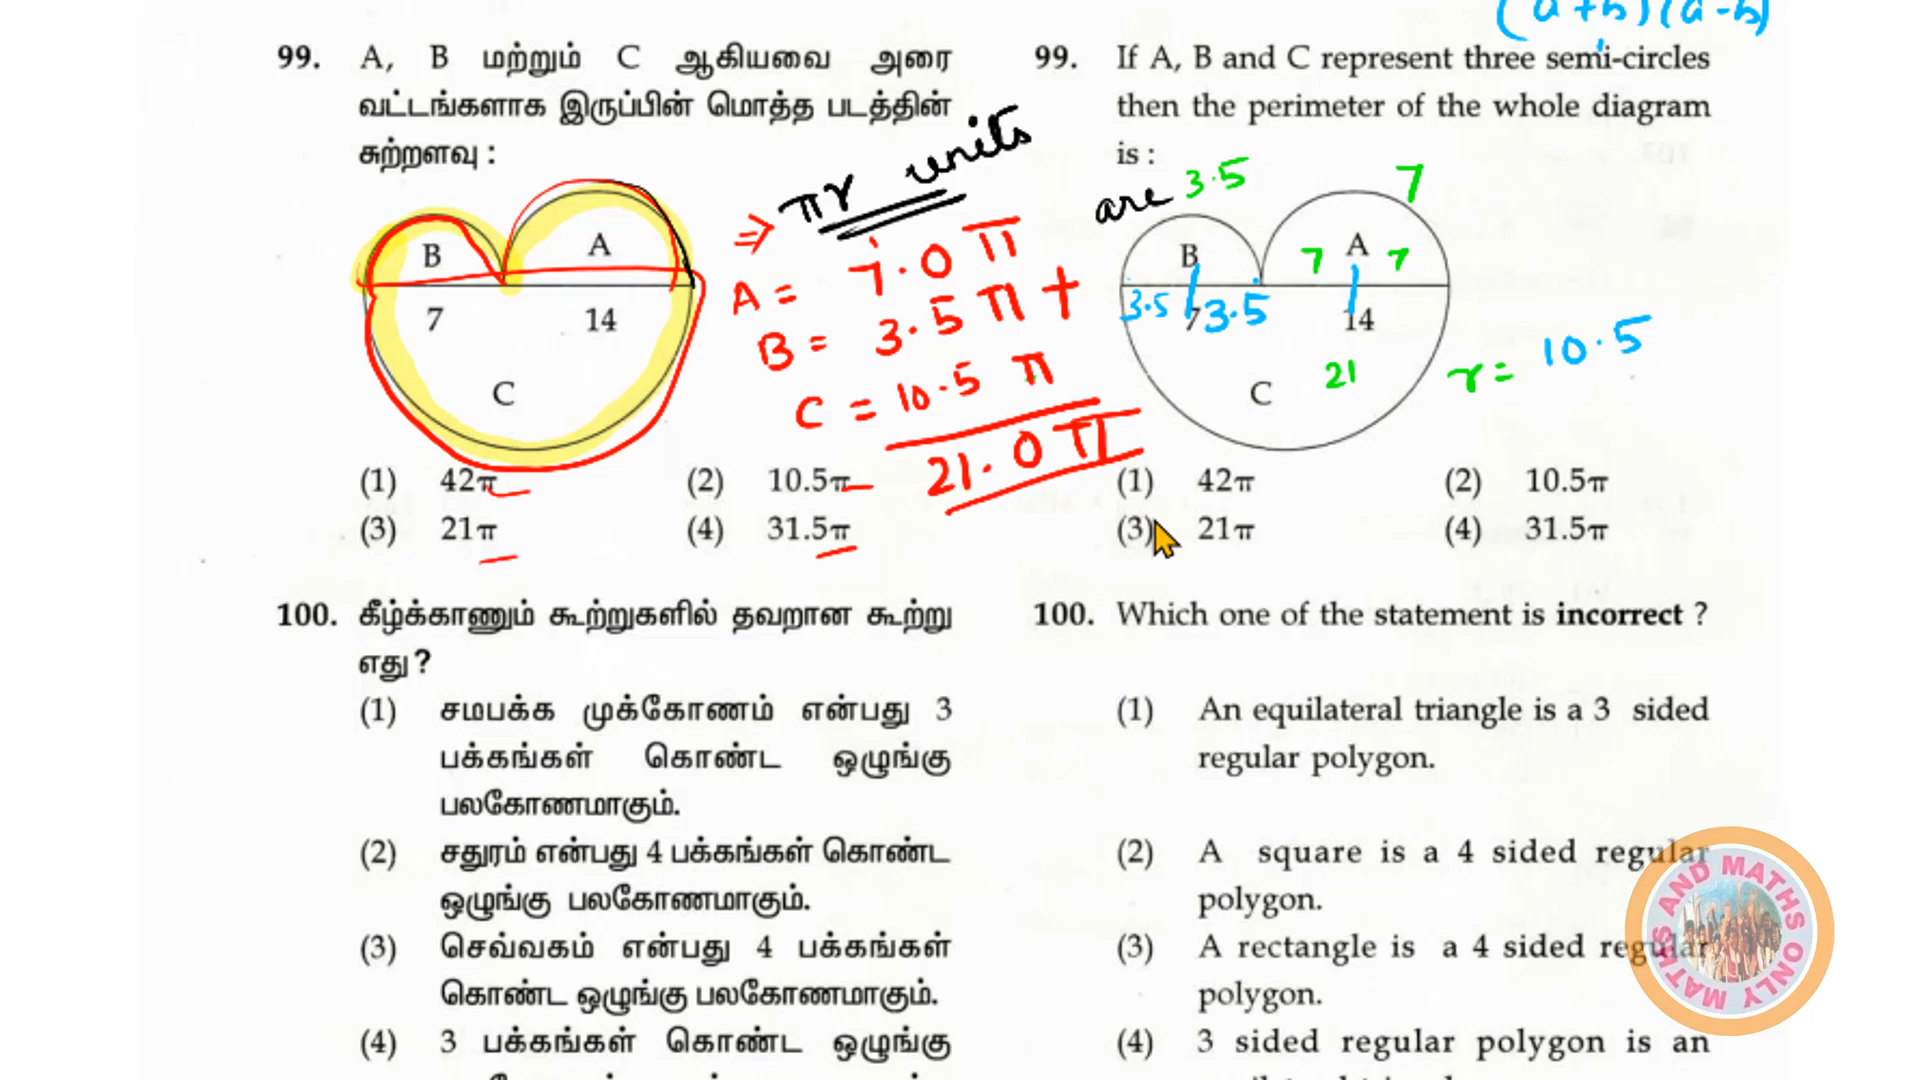 (a+b)(a-b)
99. A, B மற்றும் C ஆகியவை அரை
வட்டங்களாக இருப்பின் மொத்த படத்தின்
சுற்றளவு :
B
A
7
14
C
(1) 42π (2) 10.5π
(3) 21π (4) 31.5π
⇒ πr units
A = 7.0 π
B = 3.5 π +
C = 10.5 π
21.0 π
99. If A, B and C represent three semi-circles
then the perimeter of the whole diagram
is :
are 3.5
7
B
7 A 7
3.5 3.5
7
14
C
21
r = 10.5
(1) 42π (2) 10.5π
(3) 21π (4) 31.5π
100. கீழ்க்காணும் கூற்றுகளில் தவறான கூற்று
எது ?
(1) சமபக்க முக்கோணம் என்பது 3
பக்கங்கள் கொண்ட ஒழுங்கு
பலகோணமாகும்.
(2) சதுரம் என்பது 4 பக்கங்கள் கொண்ட
ஒழுங்கு பலகோணமாகும்.
(3) செவ்வகம் என்பது 4 பக்கங்கள்
கொண்ட ஒழுங்கு பலகோணமாகும்.
(4) 3 பக்கங்கள் கொண்ட ஒழுங்கு
100. Which one of the statement is incorrect ?
(1) An equilateral triangle is a 3 sided
regular polygon.
(2) A square is a 4 sided regular
polygon.
(3) A rectangle is a 4 sided regular
polygon.
(4) 3 sided regular polygon is an
MATHS AND MATHS ONLY